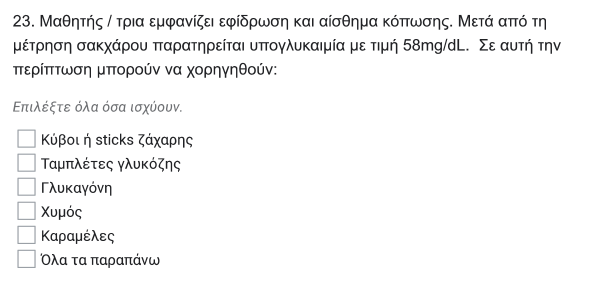 23. Μαθητής / τρια εμφανίζει εφίδρωση και αίσθημα κόπωσης. Μετά από τη
μέτρηση σακχάρου παρατηρείται υπογλυκαιμία με τιμή 58mg/dL.  Σε αυτή την
περίπτωση μπορούν να χορηγηθούν:
Επιλέξτε όλα όσα ισχύουν.
Κύβοι ή sticks ζάχαρης
Ταμπλέτες γλυκόζης
Γλυκαγόνη
Χυμός
Καραμέλες
Όλα τα παραπάνω